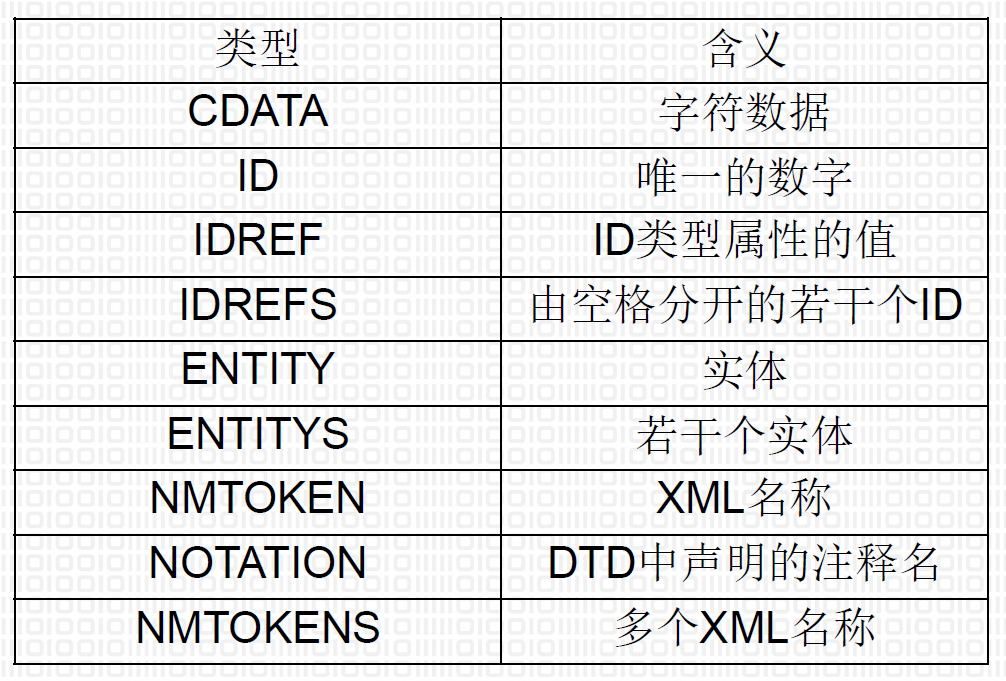 类型 含义
CDATA 字符数据
ID 唯一的数字
IDREF ID类型属性的值
IDREFS 由空格分开的若干个ID
ENTITY 实体
ENTITYS 若干个实体
NMTOKEN XML名称
NOTATION DTD中声明的注释名
NMTOKENS 多个XML名称